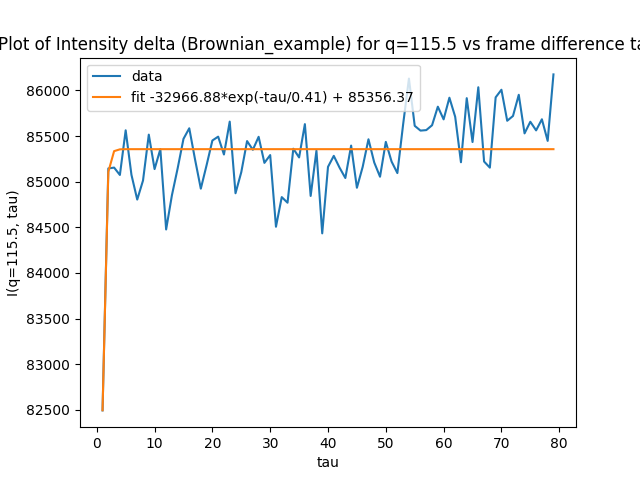 Plot of Intensity delta (Brownian_example) for q=115.5 vs frame difference ta
data
fit -32966.88*exp(-tau/0.41) + 85356.37
86000
85500
85000
84500
84000
83500
83000
82500
I(q=115.5, tau)
0 10 20 30 40 50 60 70 80
tau